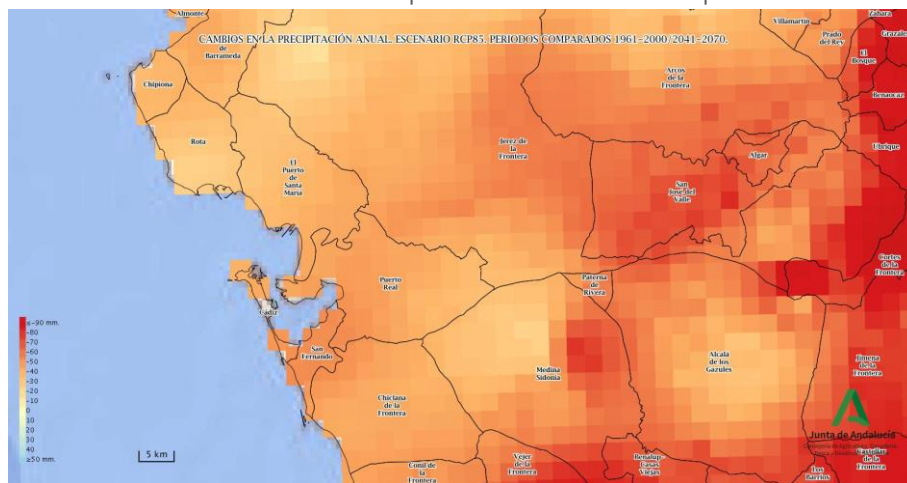 Almonte
Villamartín
Zahara
CAMBIOS EN LA PRECIPITACIÓN ANUAL. ESCENARIO RCP85. PERIODOS COMPARADOS 1961-2000/2041-2070.
de
Barrameda
Prado
del Rey
Grazale
El
Bosque
Chipiona
Arcos
de la
Frontera
Benaocaz
Rota
Jerez de
la
Frontera
Ubrique
Algar
El
Puerto
de
Santa
María
San
José del
Valle
Cortes
de la
Frontera
Puerto
Real
Paterna
de
Rivera
Cádiz
San
Fernando
Medina
Sidonia
Alcalá
de los
Gazules
Jimena
de la
Frontera
Chiclana
de la
Frontera
≤-90 mm.
-80
-70
-60
-50
-40
-30
-20
-10
0
10
20
30
40
≥50 mm.
5 km
Junta de Andalucía
Conil de
la
Frontera
Vejer de
la
Frontera
Benalup-
Casas
Viejas
Los
Barrios
de la
Frontera